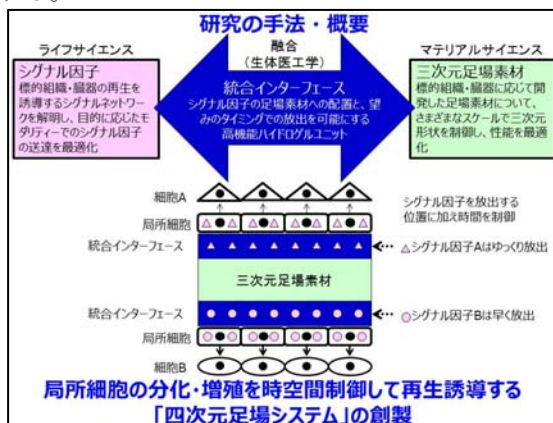 研究の手法・概要
ライフサイエンス
融合
(生体医工学)
マテリアルサイエンス
シグナル因子
標的組織・臓器の再生を
誘導するシグナルネットワー
クを解明し、目的に応じたモ
ダリティーでのシグナル因子
の送達を最適化
統合インターフェース
シグナル因子の足場素材への配置と、望
みのタイミングでの放出を可能にする
高機能ハイドロゲルユニット
三次元足場素材
標的組織・臓器に応じて開
発した足場素材について、
さまざまなスケールで三次元
形状を制御し、性能を最適
化
細胞A
局所細胞
シグナル因子を放出する
位置に加え時間を制御
統合インターフェース
△シグナル因子Aはゆっくり放出
三次元足場素材
統合インターフェース
○シグナル因子Bは早く放出
局所細胞
細胞B
局所細胞の分化・増殖を時空間制御して再生誘導する
「四次元足場システム」の創製